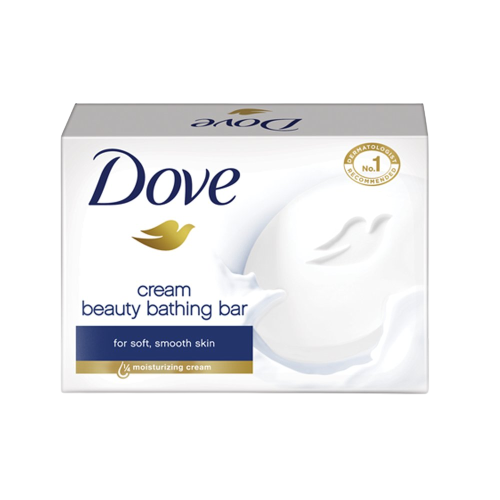 Dove
Dove
DERMATOLOGIST
No.1
RECOMMENDED
cream
beauty bathing bar
for soft, smooth skin
¼ moisturizing cream